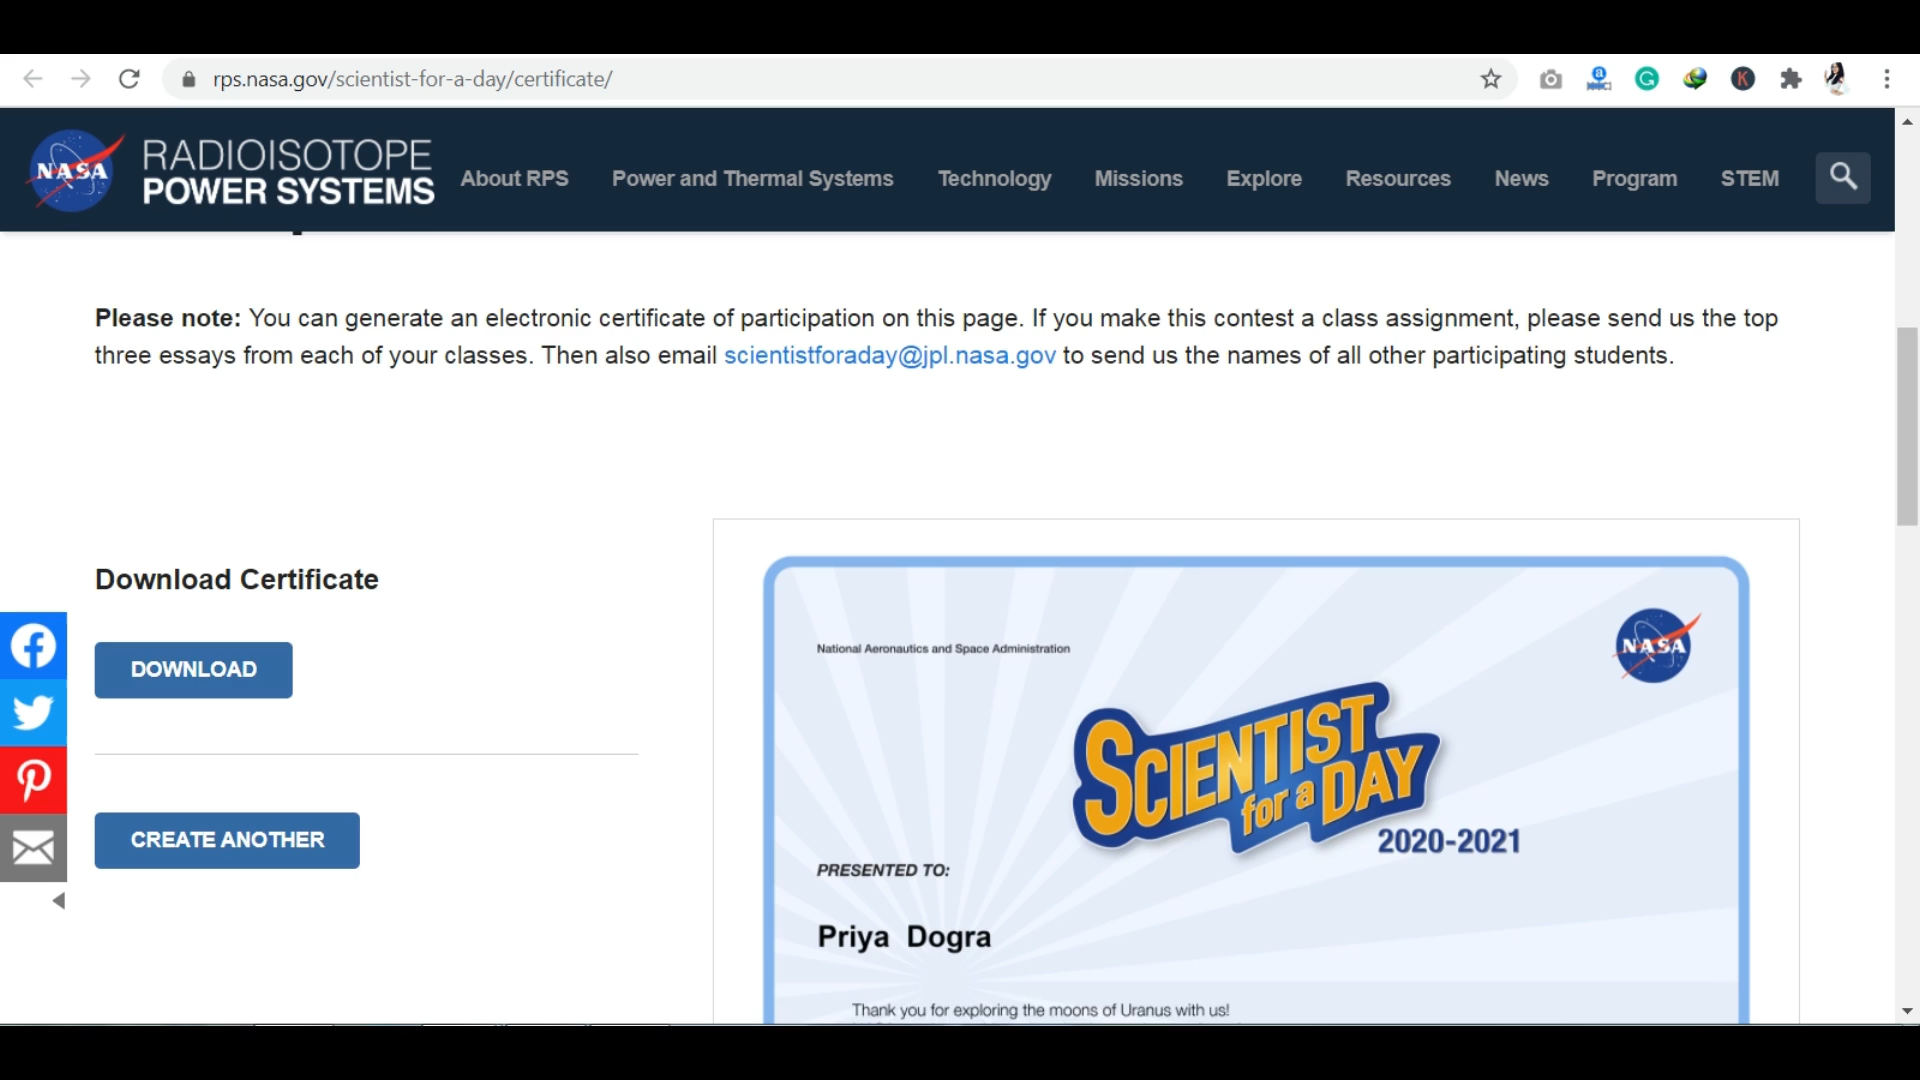 rps.nasa.gov/scientist-for-a-day/certificate/
NASA
RADIOISOTOPE
POWER SYSTEMS
About RPS
Power and Thermal Systems
Technology
Missions
Explore
Resources
News
Program
STEM
Please note: You can generate an electronic certificate of participation on this page. If you make this contest a class assignment, please send us the top
three essays from each of your classes. Then also email scientistforaday@jpl.nasa.gov to send us the names of all other participating students.
Download Certificate
DOWNLOAD
CREATE ANOTHER
National Aeronautics and Space Administration
NASA
SCIENTIST
for a DAY
2020-2021
PRESENTED TO:
Priya Dogra
Thank you for exploring the moons of Uranus with us!